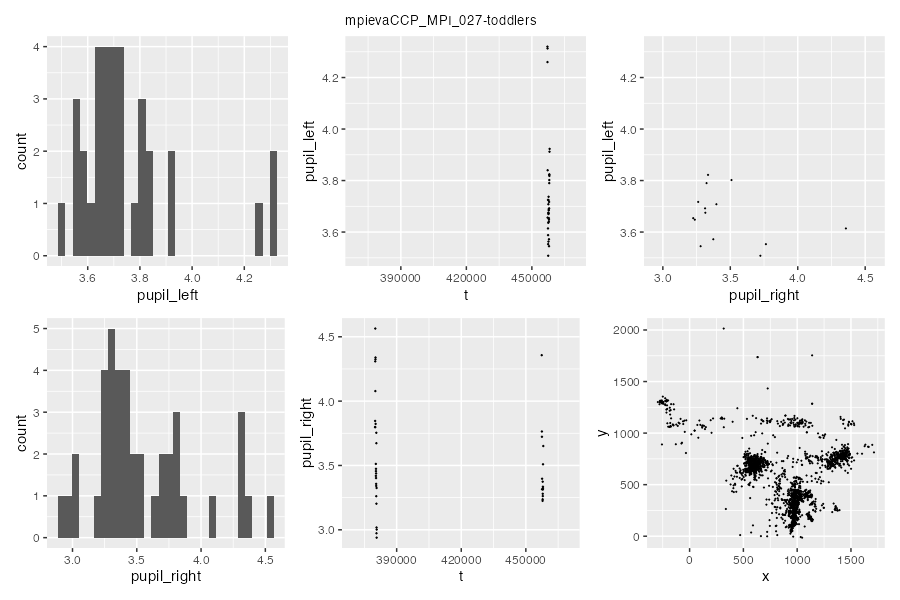 mpievaCCP_MPI_027-toddlers
4
3
2
1
0
count
3.6 3.8 4.0 4.2
pupil_left
4.2
4.0
3.8
3.6
pupil_left
390000 420000 450000
t
4.2
4.0
3.8
3.6
pupil_left
3.0 3.5 4.0 4.5
pupil_right
5
4
3
2
1
0
count
3.0 3.5 4.0 4.5
pupil_right
4.5
4.0
3.5
3.0
pupil_right
390000 420000 450000
t
2000
1500
1000
500
0
y
0 500 1000 1500
x